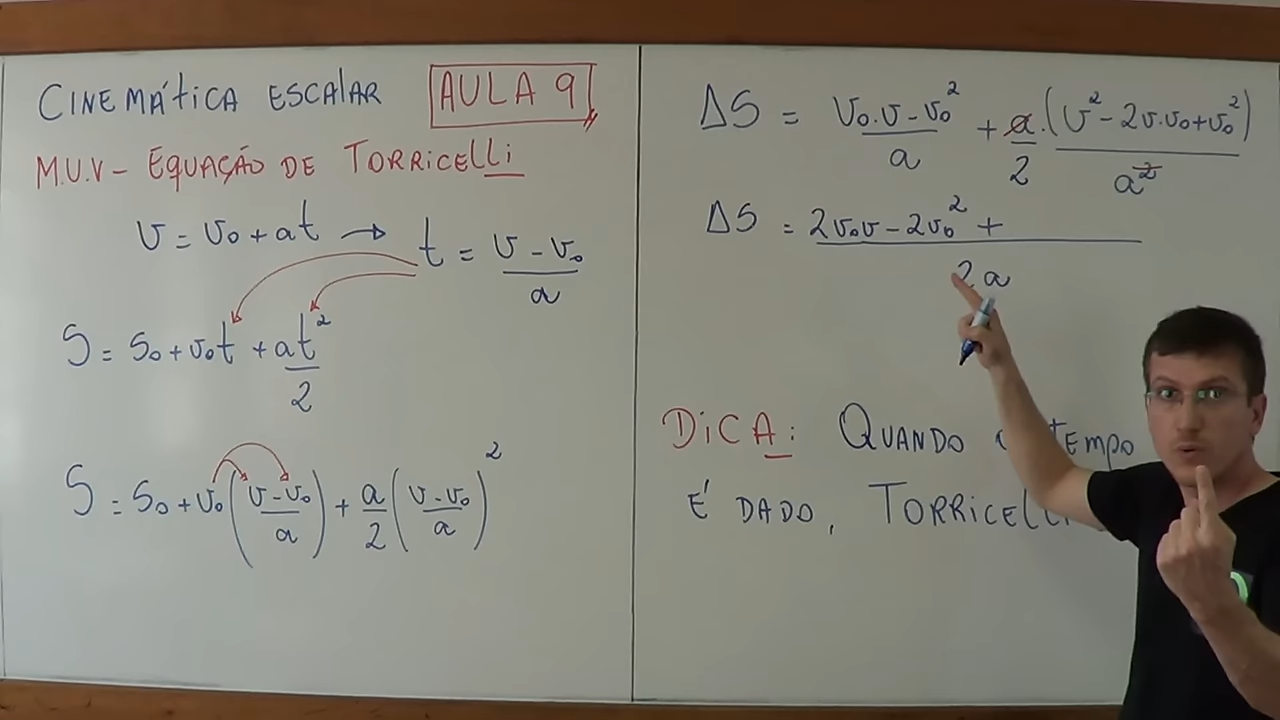 CINEMÁTICA ESCALAR AULA 9
M.U.V - EQUAÇÃO DE TORRICELLI
v = v₀ + at → t = (v - v₀)/a
S = S₀ + v₀t + at²/2
S = S₀ + v₀((v - v₀)/a) + a/2((v - v₀)/a)²
ΔS = (v₀.v - v₀²)/a + a/2.(v² - 2v.v₀ + v₀²)/a²
ΔS = (2v₀v - 2v₀² +)/2a
DICA: QUANDO TEMPO
É DADO,